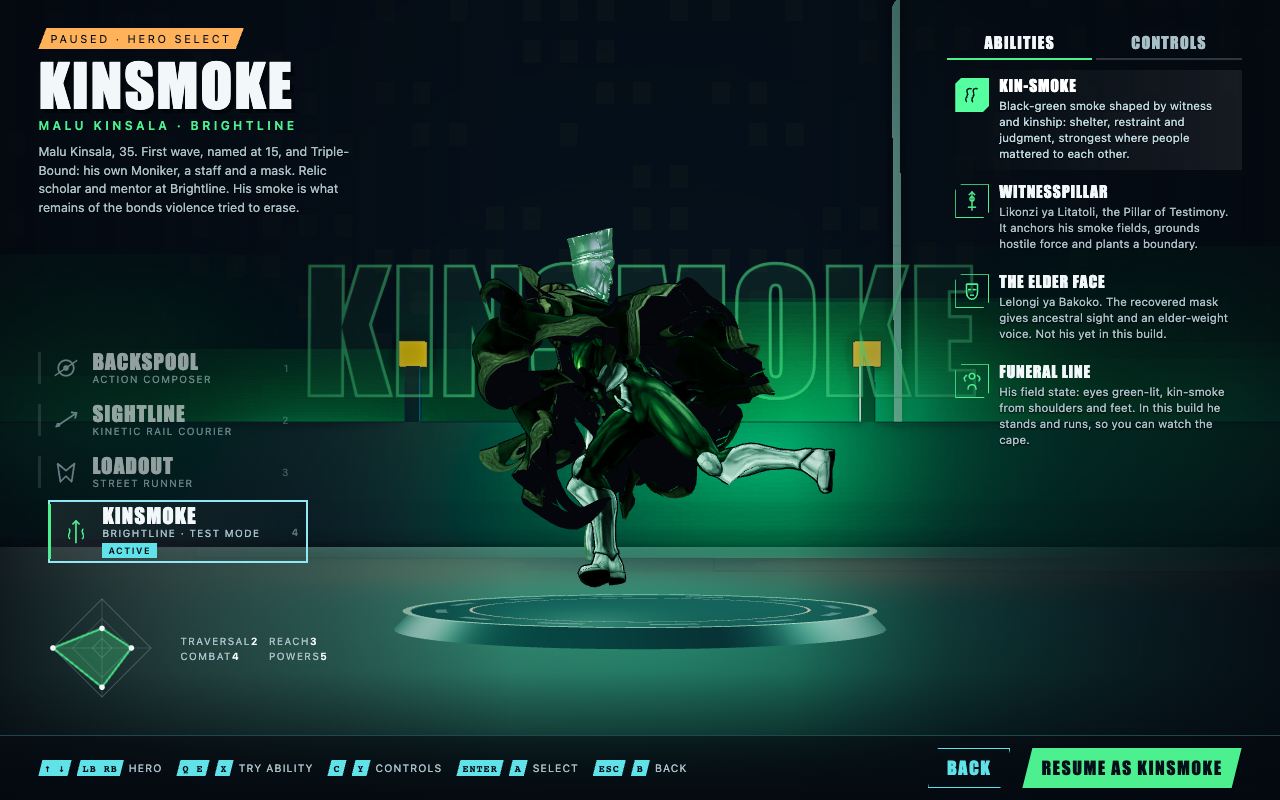 PAUSED · HERO SELECT
KINSMOKE
MALU KINSALA · BRIGHTLINE
Malu Kinsala, 35. First wave, named at 15, and Triple-
Bound: his own Moniker, a staff and a mask. Relic
scholar and mentor at Brightline. His smoke is what
remains of the bonds violence tried to erase.
KINSMOKE
BACKSPOOL 1
ACTION COMPOSER
SIGHTLINE 2
KINETIC RAIL COURIER
LOADOUT 3
STREET RUNNER
KINSMOKE
BRIGHTLINE · TEST MODE 4
ACTIVE
TRAVERSAL2 REACH3
COMBAT4 POWERS5
ABILITIES CONTROLS
KIN-SMOKE
Black-green smoke shaped by witness
and kinship: shelter, restraint and
judgment, strongest where people
mattered to each other.
WITNESSPILLAR
Likonzi ya Litatoli, the Pillar of Testimony.
It anchors his smoke fields, grounds
hostile force and plants a boundary.
THE ELDER FACE
Lelongi ya Bakoko. The recovered mask
gives ancestral sight and an elder-weight
voice. Not his yet in this build.
FUNERAL LINE
His field state: eyes green-lit, kin-smoke
from shoulders and feet. In this build he
stands and runs, so you can watch the
cape.
↑ ↓ LB RB HERO Q E X TRY ABILITY C Y CONTROLS ENTER A SELECT ESC B BACK
BACK
RESUME AS KINSMOKE